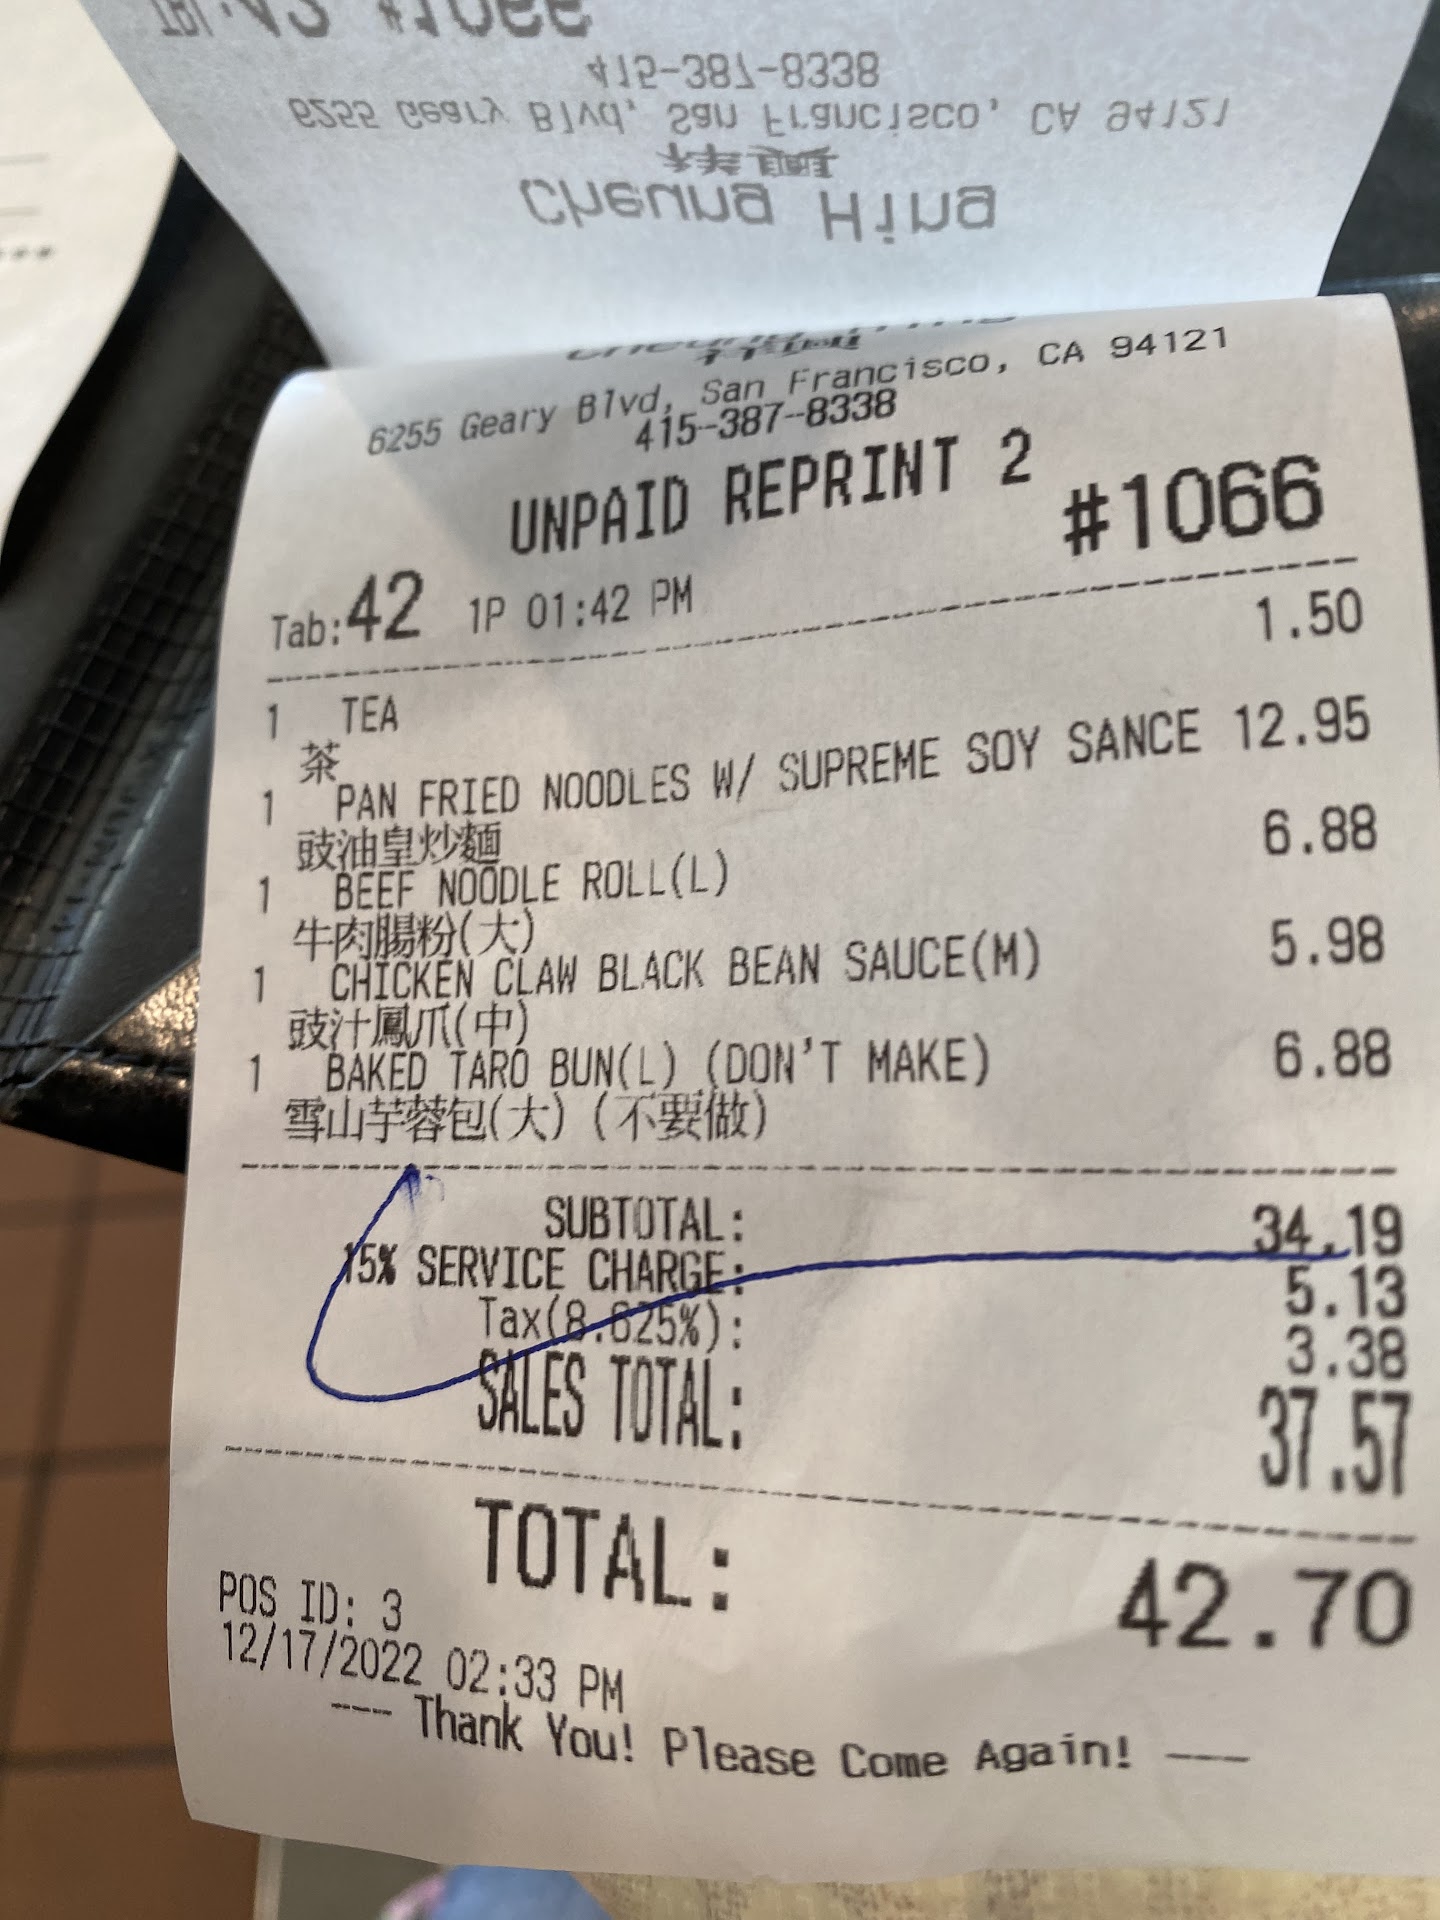 #1066
415-387-8338
6255 Geary Blvd, San Francisco, CA 94121
祥興
Cheung Hing
6255 Geary Blvd, San Francisco, CA 94121
415-387-8338
UNPAID REPRINT 2
#1066
Tab:42 1P 01:42 PM
1 TEA 1.50
茶
1 PAN FRIED NOODLES W/ SUPREME SOY SANCE 12.95
豉油皇炒麵
1 BEEF NOODLE ROLL(L) 6.88
牛肉腸粉(大)
1 CHICKEN CLAW BLACK BEAN SAUCE(M) 5.98
豉汁鳳爪(中)
1 BAKED TARO BUN(L) (DON'T MAKE) 6.88
雪山芋蓉包(大) (不要做)
SUBTOTAL: 34.19
15% SERVICE CHARGE: 5.13
Tax(8.625%): 3.38
SALES TOTAL: 37.57
TOTAL: 42.70
POS ID: 3
12/17/2022 02:33 PM
--- Thank You! Please Come Again! ---